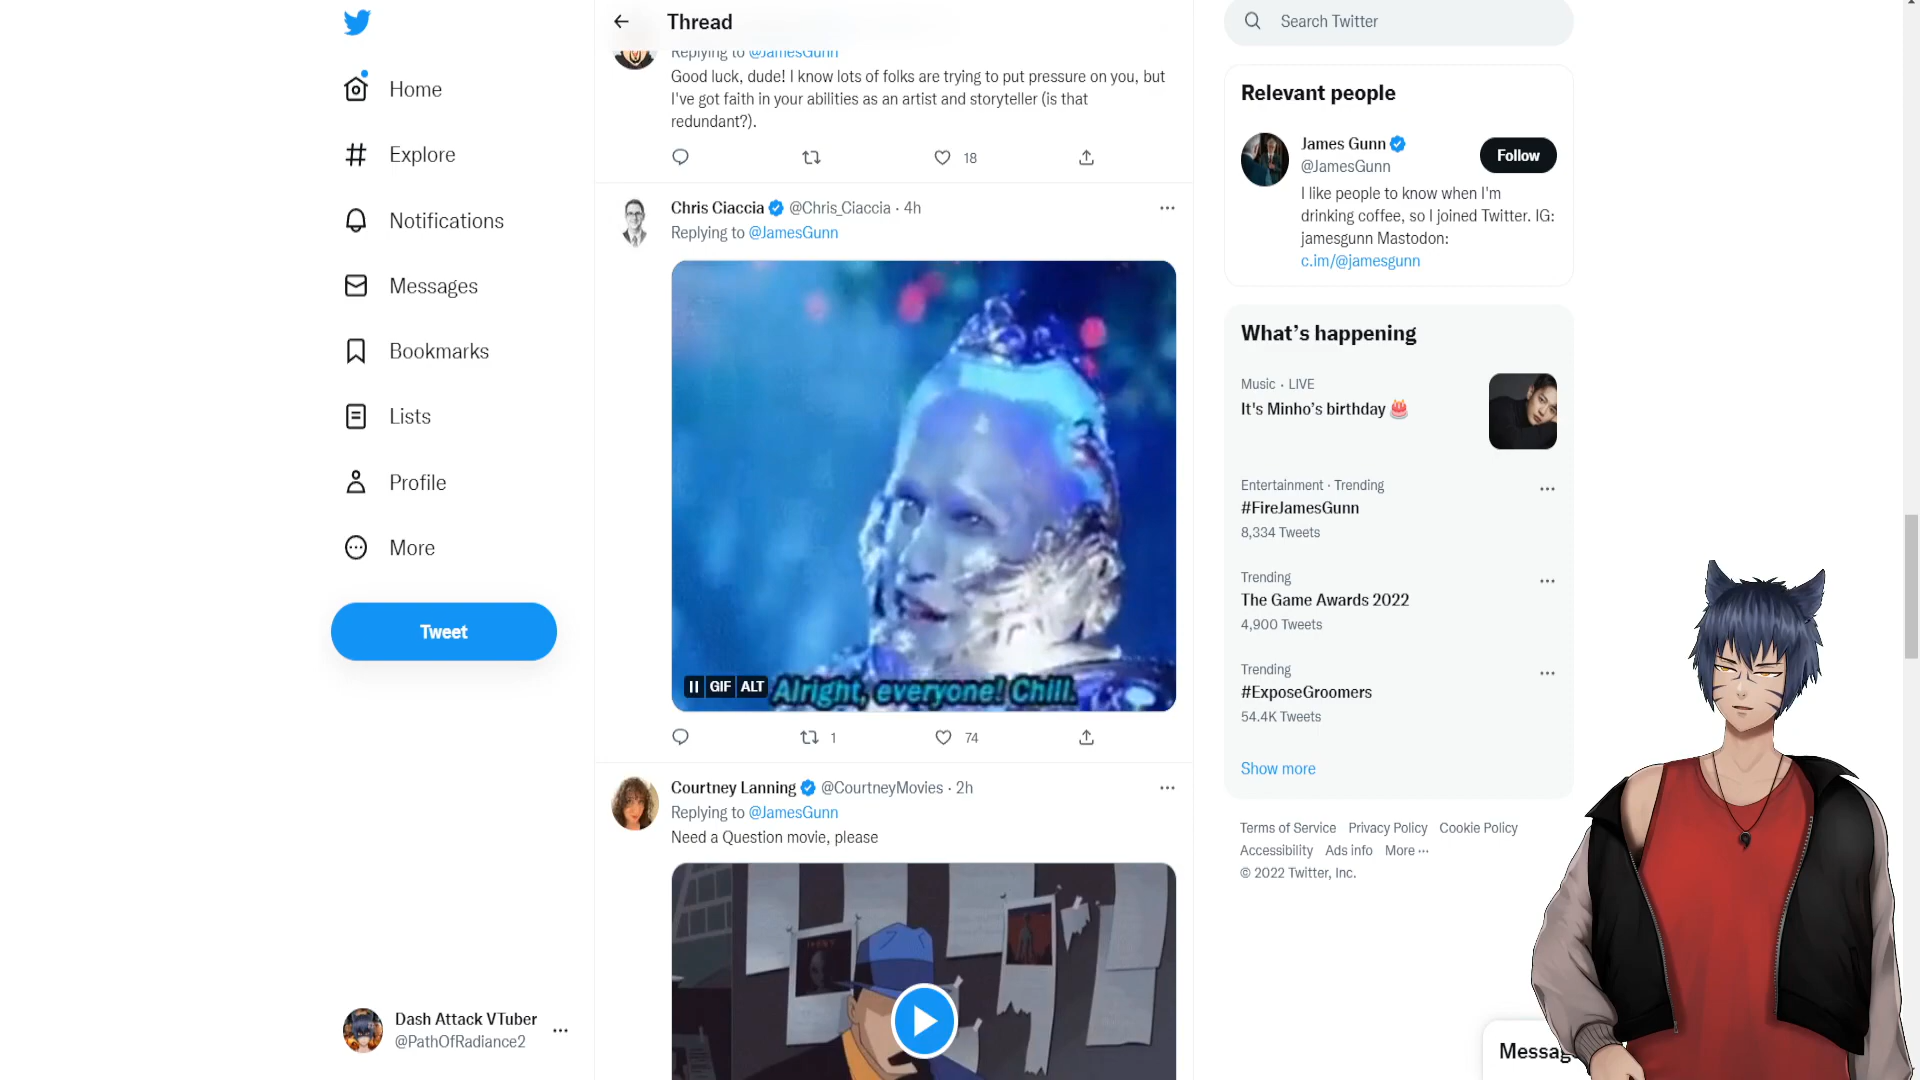 Home
Explore
Notifications
Messages
Bookmarks
Lists
Profile
More
Tweet
Dash Attack VTuber
@PathOfRadiance2
Thread
Replying to @JamesGunn
Good luck, dude! I know lots of folks are trying to put pressure on you, but
I've got faith in your abilities as an artist and storyteller (is that
redundant?).
18
Chris Ciaccia @Chris_Ciaccia · 4h
Replying to @JamesGunn
GIF ALT
Alright, everyone! Chill.
1 74
Courtney Lanning @CourtneyMovies · 2h
Replying to @JamesGunn
Need a Question movie, please
Search Twitter
Relevant people
James Gunn
@JamesGunn
Follow
I like people to know when I'm
drinking coffee, so I joined Twitter. IG:
jamesgunn Mastodon:
c.im/@jamesgunn
What's happening
Music · LIVE
It's Minho's birthday 🎂
Entertainment · Trending
#FireJamesGunn
8,334 Tweets
Trending
The Game Awards 2022
4,900 Tweets
Trending
#ExposeGroomers
54.4K Tweets
Show more
Terms of Service Privacy Policy Cookie Policy
Accessibility Ads info More ···
© 2022 Twitter, Inc.